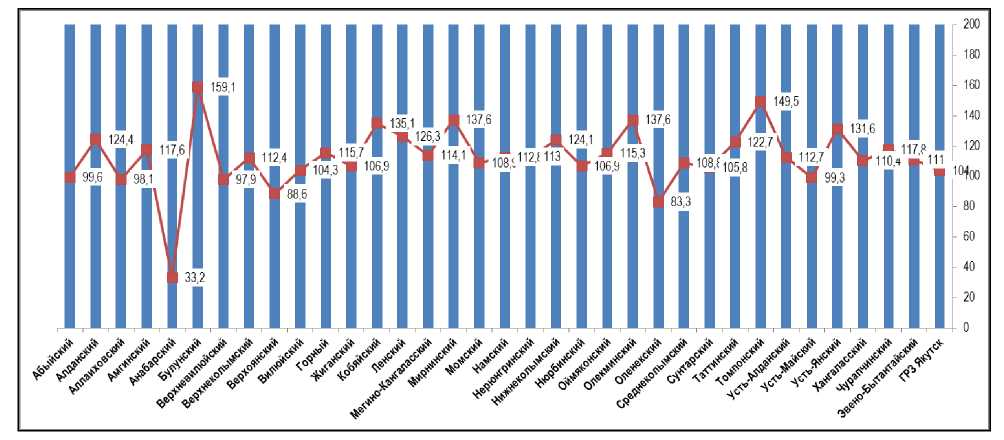 200
180
160
140
120
100
80
60
40
20
0
99,6
124,4
98,1
117,6
33,2
159,1
97,9
112,4
88,6
104,3
115,7
106,9
135,1
126,3
114,1
137,6
108,9
112,8
113
124,1
106,9
115,3
137,6
83,3
108,8
105,8
122,7
149,5
112,7
99,3
131,6
110,4
117,8
111
104
Абыйский
Алданский
Аллаиховский
Амгинский
Анабарский
Булунский
Верхневилюйский
Верхнеколымский
Верхоянский
Вилюйский
Горный
Жиганский
Кобяйский
Ленский
Мегино-Кангаласский
Мирнинский
Момский
Намский
Нерюнгринский
Нижнеколымский
Нюрбинский
Оймяконский
Олекминский
Оленекский
Среднеколымский
Сунтарский
Таттинский
Томпонский
Усть-Алданский
Усть-Майский
Усть-Янский
Хангаласский
Чурапчинский
Эвено-Бытантайский
ГРЗ Якутск